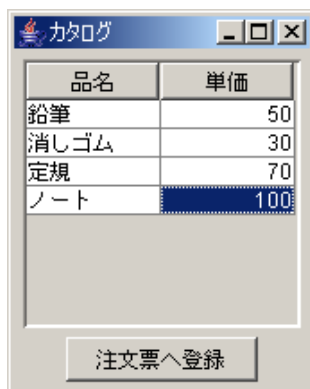 カタログ
品名 単価
鉛筆 50
消しゴム 30
定規 70
ノート 100
注文票へ登録